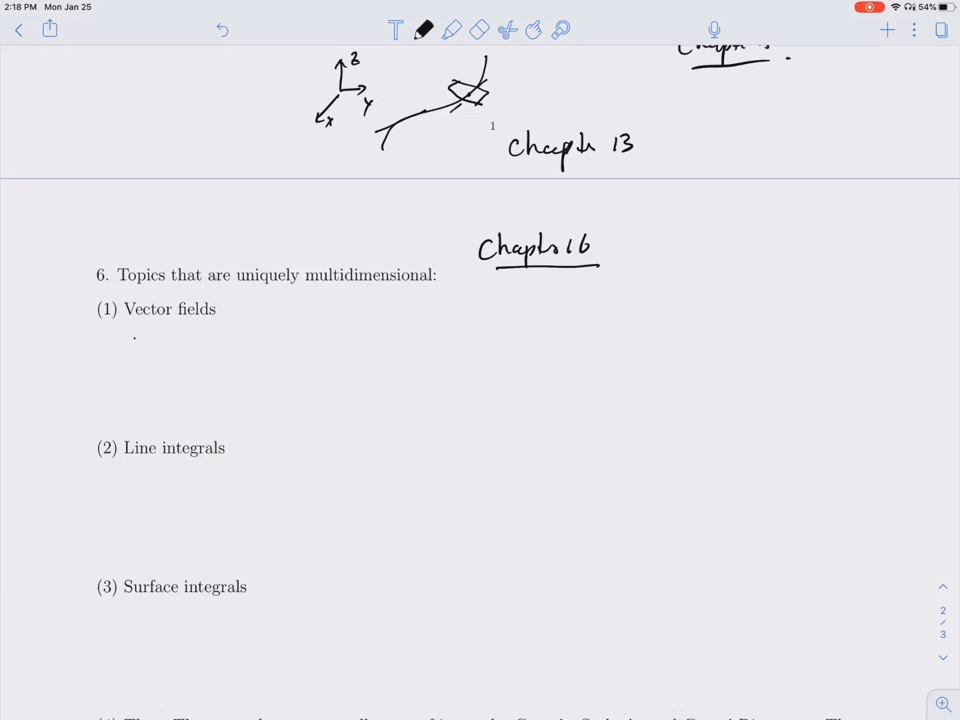 2:18 PM Mon Jan 25
54%
z
y
x
1
Chapter 13
Chapter 16
6. Topics that are uniquely multidimensional:
(1) Vector fields
(2) Line integrals
(3) Surface integrals
2
/
3